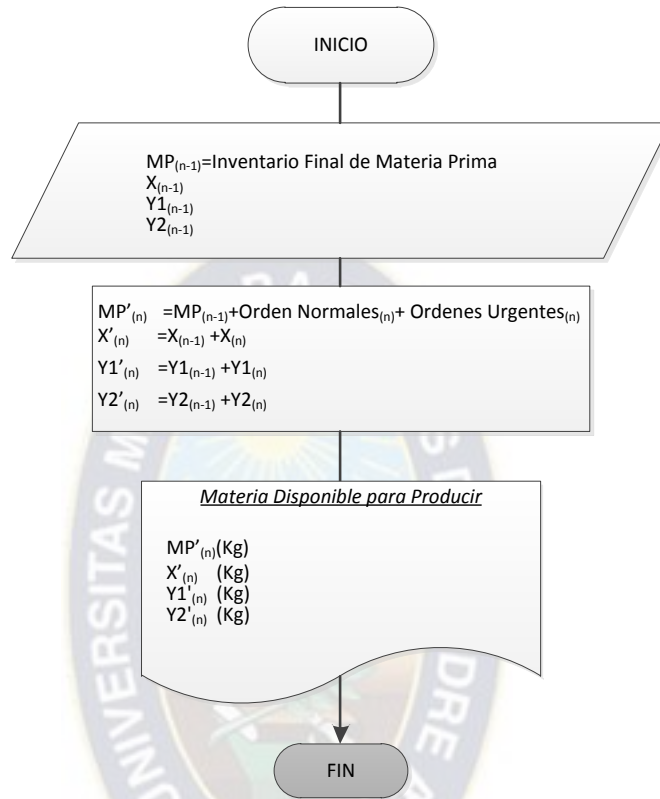 INICIO
MP(n-1)=Inventario Final de Materia Prima
X(n-1)
Y1(n-1)
Y2(n-1)
MP'(n) =MP(n-1)+Orden Normales(n)+ Ordenes Urgentes(n)
X'(n) =X(n-1) +X(n)
Y1'(n) =Y1(n-1) +Y1(n)
Y2'(n) =Y2(n-1) +Y2(n)
Materia Disponible para Producir
MP'(n)(Kg)
X'(n) (Kg)
Y1'(n) (Kg)
Y2'(n) (Kg)
FIN